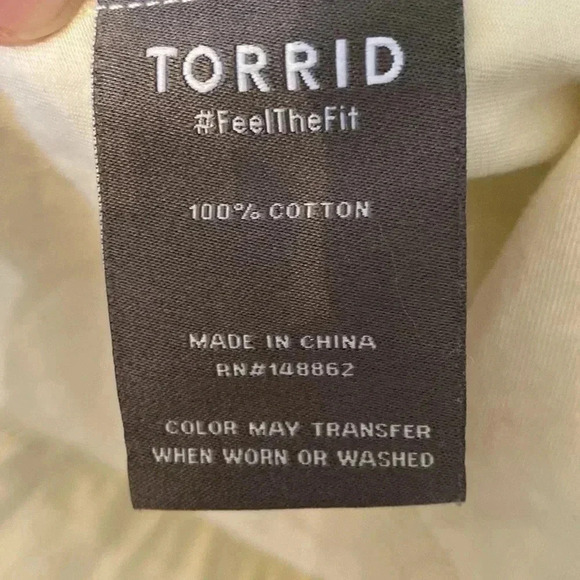 TORRID
#FeelTheFit
100% COTTON
MADE IN CHINA
RN#148862
COLOR MAY TRANSFER
WHEN WORN OR WASHED